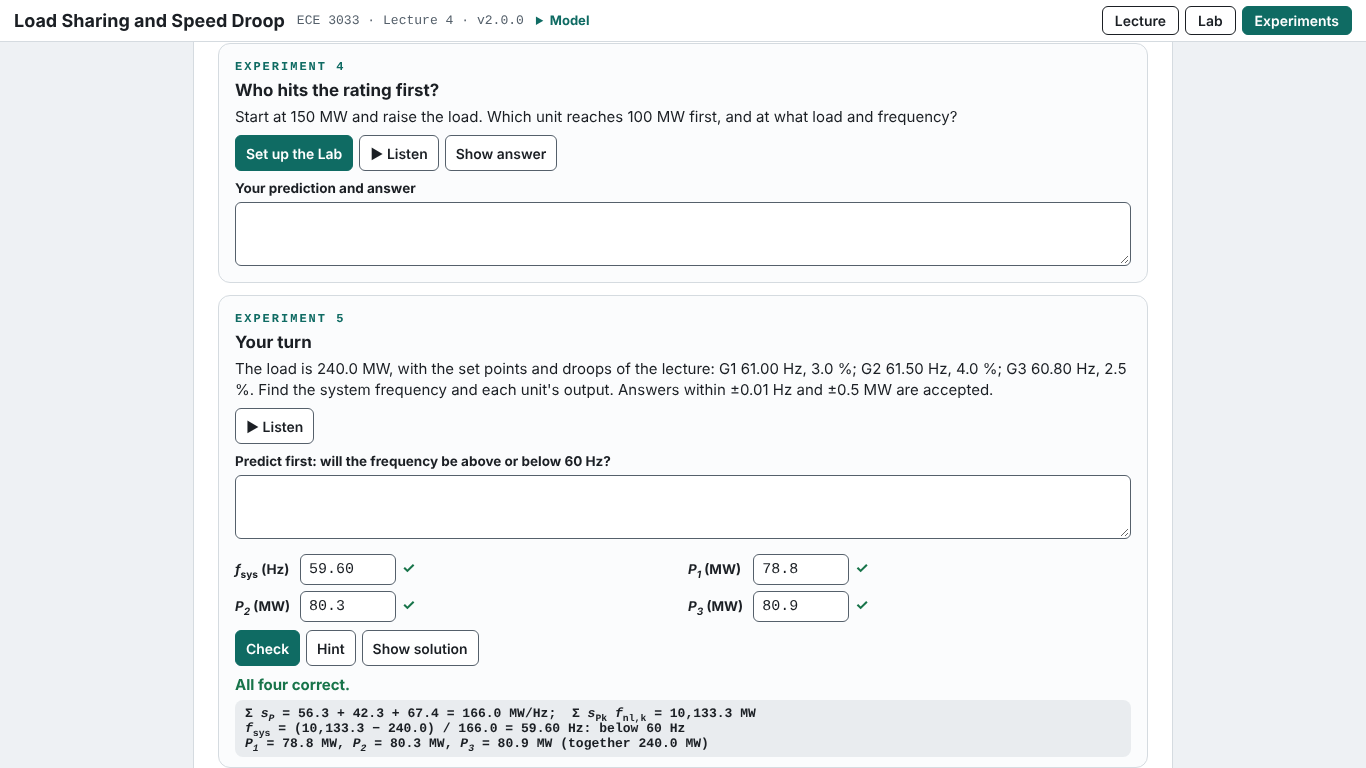 Load Sharing and Speed Droop ECE 3033 · Lecture 4 · v2.0.0 ▶ Model Lecture Lab Experiments
EXPERIMENT 4
Who hits the rating first?
Start at 150 MW and raise the load. Which unit reaches 100 MW first, and at what load and frequency?
Set up the Lab ▶ Listen Show answer
Your prediction and answer
EXPERIMENT 5
Your turn
The load is 240.0 MW, with the set points and droops of the lecture: G1 61.00 Hz, 3.0 %; G2 61.50 Hz, 4.0 %; G3 60.80 Hz, 2.5
%. Find the system frequency and each unit's output. Answers within ±0.01 Hz and ±0.5 MW are accepted.
▶ Listen
Predict first: will the frequency be above or below 60 Hz?
fsys (Hz) 59.60 ✓ P1 (MW) 78.8 ✓
P2 (MW) 80.3 ✓ P3 (MW) 80.9 ✓
Check Hint Show solution
All four correct.
Σ sP = 56.3 + 42.3 + 67.4 = 166.0 MW/Hz; Σ sPk fnl,k = 10,133.3 MW
fsys = (10,133.3 − 240.0) / 166.0 = 59.60 Hz: below 60 Hz
P1 = 78.8 MW, P2 = 80.3 MW, P3 = 80.9 MW (together 240.0 MW)